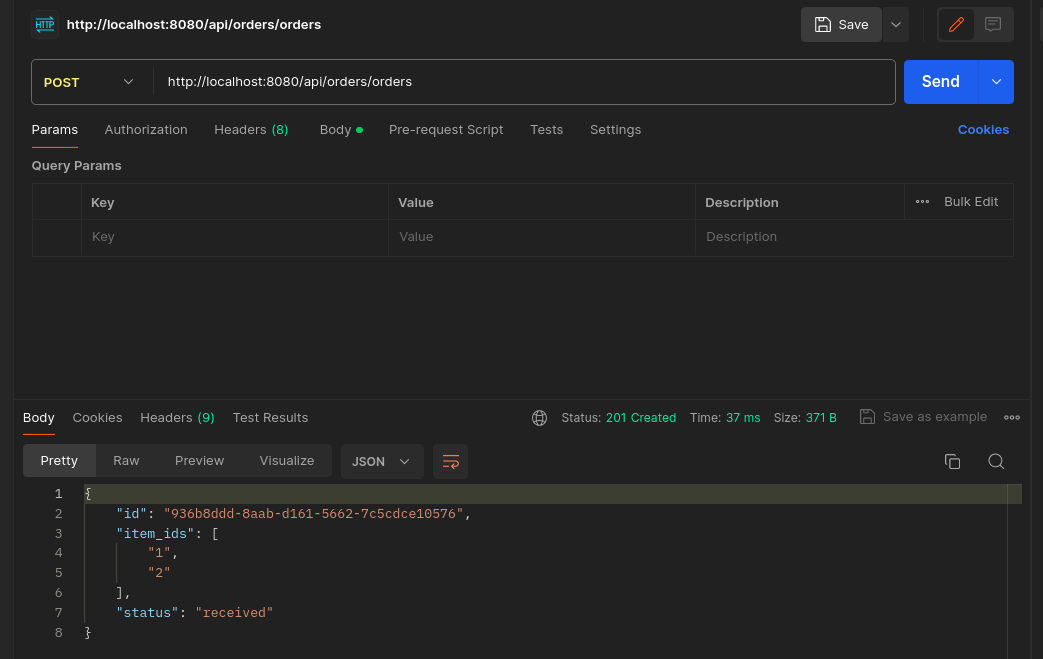 HTTP http://localhost:8080/api/orders/orders Save
POST http://localhost:8080/api/orders/orders Send
Params Authorization Headers (8) Body Pre-request Script Tests Settings Cookies
Query Params
Key Value Description Bulk Edit
Key Value Description
Body Cookies Headers (9) Test Results Status: 201 Created Time: 37 ms Size: 371 B Save as example
Pretty Raw Preview Visualize JSON
1 {
2 "id": "936b8ddd-8aab-d161-5662-7c5cdce10576",
3 "item_ids": [
4 "1",
5 "2"
6 ],
7 "status": "received"
8 }